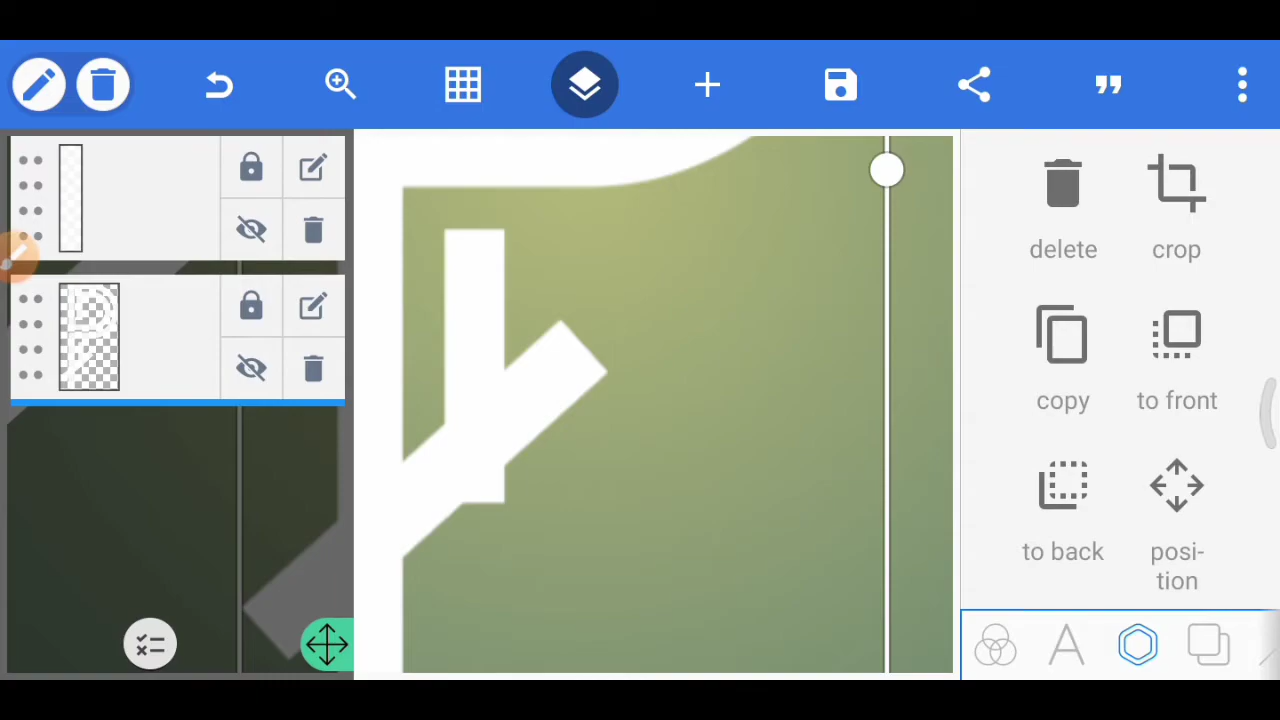 delete
crop
copy
to front
to back
posi-
tion